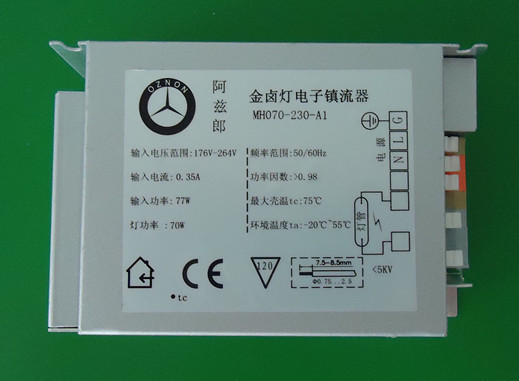 OZNON
阿兹郎
金卤灯电子镇流器
MH070-230-A1
输入电压范围: 176V-264V
输入电流: 0.35A
输入功率: 77W
灯功率: 70W
频率范围: 50/60Hz
功率因数: >0.98
最大壳温tc: 75℃
环境温度ta: -20℃~55℃
电源
G
L
N
灯管
<5KV
CE
120
7.5-8.5mm
Φ0.75...2.5
tc